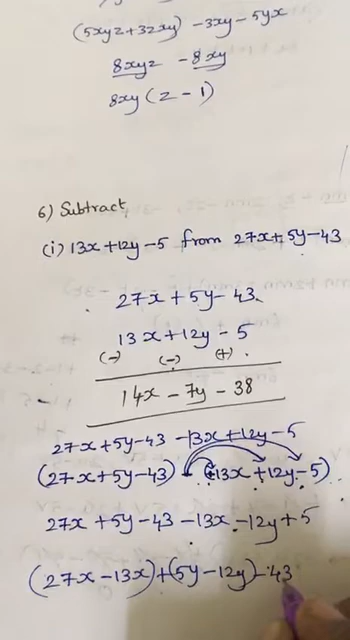 (5xyz+3zxy) -3xy-5yx
8xyz -8xy
8xy(z-1)
6) Subtract
(i) 13x+12y-5 from 27x+5y-43
27x+5y-43
13x+12y-5
(-) (-) (+)
14x-7y-38
27x+5y-43 -13x+12y-5
(27x+5y-43) - (+13x+12y-5)
27x+5y-43-13x-12y+5
(27x-13x)+(5y-12y)-43